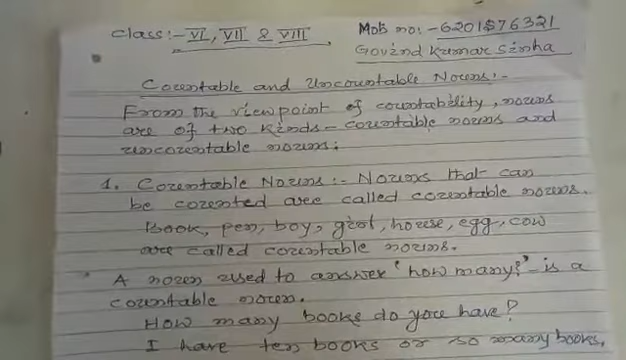 Class:- VI, VII & VIII
Mob no:- 6201576321
Govind Kumar Sinha
Countable and Uncountable Nouns:-
From the viewpoint of countability, nouns
are of two kinds - countable nouns and
uncountable nouns:
1. Countable Nouns :- Nouns that can
be counted are called countable nouns.
Book, pen, boy, girl, house, egg, cow
are called countable nouns.
A noun used to answer 'how many?' is a
countable noun.
How many books do you have?
I have ten books or so many books.